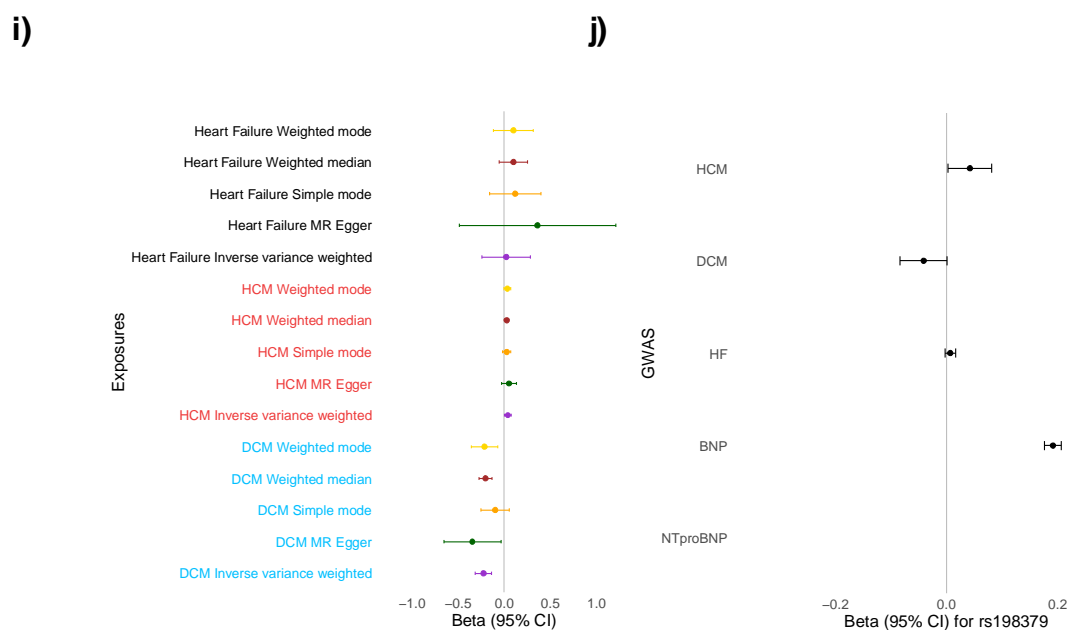 i)
Exposures
Heart Failure Weighted mode
Heart Failure Weighted median
Heart Failure Simple mode
Heart Failure MR Egger
Heart Failure Inverse variance weighted
HCM Weighted mode
HCM Weighted median
HCM Simple mode
HCM MR Egger
HCM Inverse variance weighted
DCM Weighted mode
DCM Weighted median
DCM Simple mode
DCM MR Egger
DCM Inverse variance weighted
−1.0 −0.5 0.0 0.5 1.0
Beta (95% CI)
j)
GWAS
HCM
DCM
HF
BNP
NTproBNP
−0.2 0.0 0.2
Beta (95% CI) for rs198379